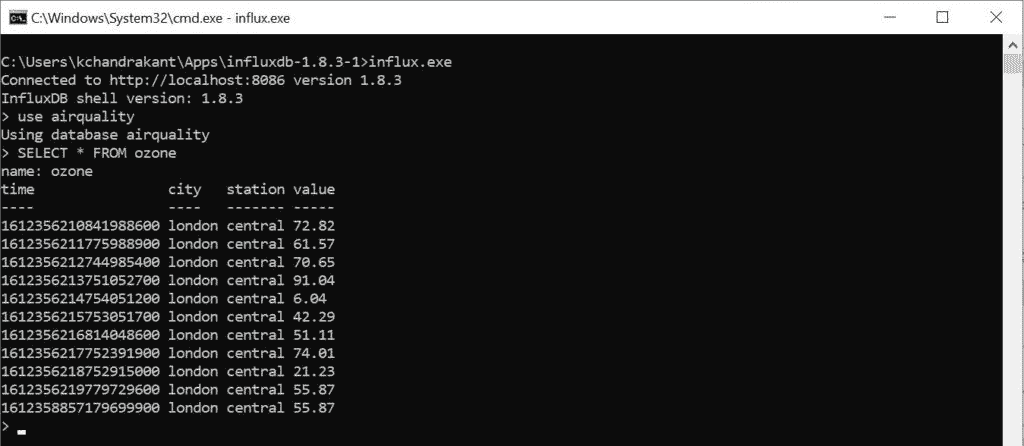 C:\Windows\System32\cmd.exe - influx.exe
C:\Users\kchandrakant\Apps\influxdb-1.8.3-1>influx.exe
Connected to http://localhost:8086 version 1.8.3
InfluxDB shell version: 1.8.3
> use airquality
Using database airquality
> SELECT * FROM ozone
name: ozone
time                city   station value
----                ----   ------- -----
1612356210841988600 london central 72.82
1612356211775988900 london central 61.57
1612356212744985400 london central 70.65
1612356213751052700 london central 91.04
1612356214754051200 london central 6.04
1612356215753051700 london central 42.29
1612356216814048600 london central 51.11
1612356217752391900 london central 74.01
1612356218752915000 london central 21.23
1612356219779729600 london central 55.87
1612358857179699900 london central 55.87
>